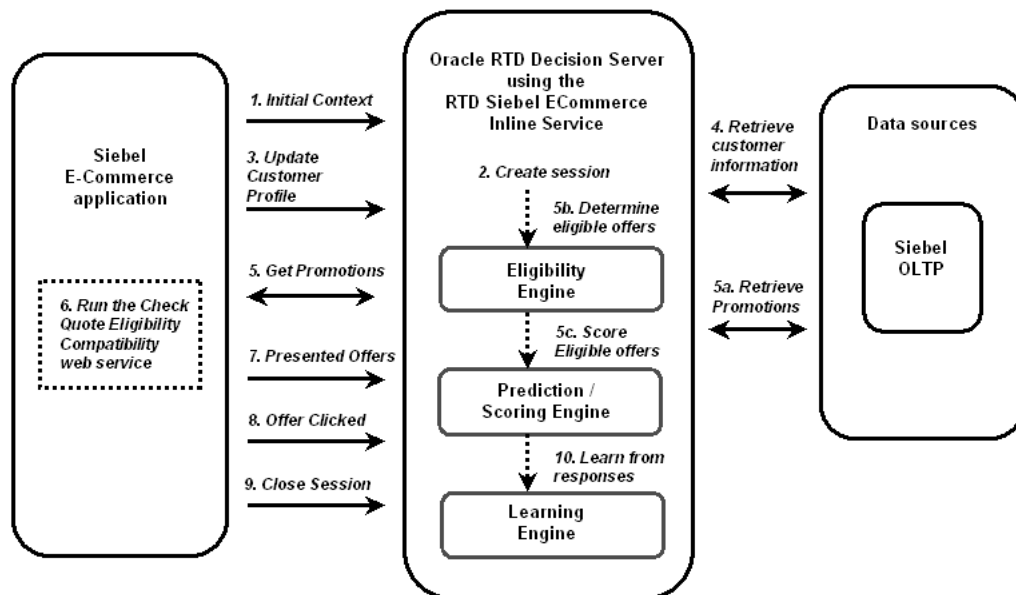 Siebel
E-Commerce
application
6. Run the Check
Quote Eligibility
Compatibility
web service
1. Initial Context
3. Update
Customer
Profile
5. Get Promotions
7. Presented Offers
8. Offer Clicked
9. Close Session
Oracle RTD Decision Server
using the
RTD Siebel ECommerce
Inline Service
2. Create session
5b. Determine
eligible offers
Eligibility
Engine
5c. Score
Eligible offers
Prediction /
Scoring Engine
10. Learn from
responses
Learning
Engine
4. Retrieve
customer
information
5a. Retrieve
Promotions
Data sources
Siebel
OLTP